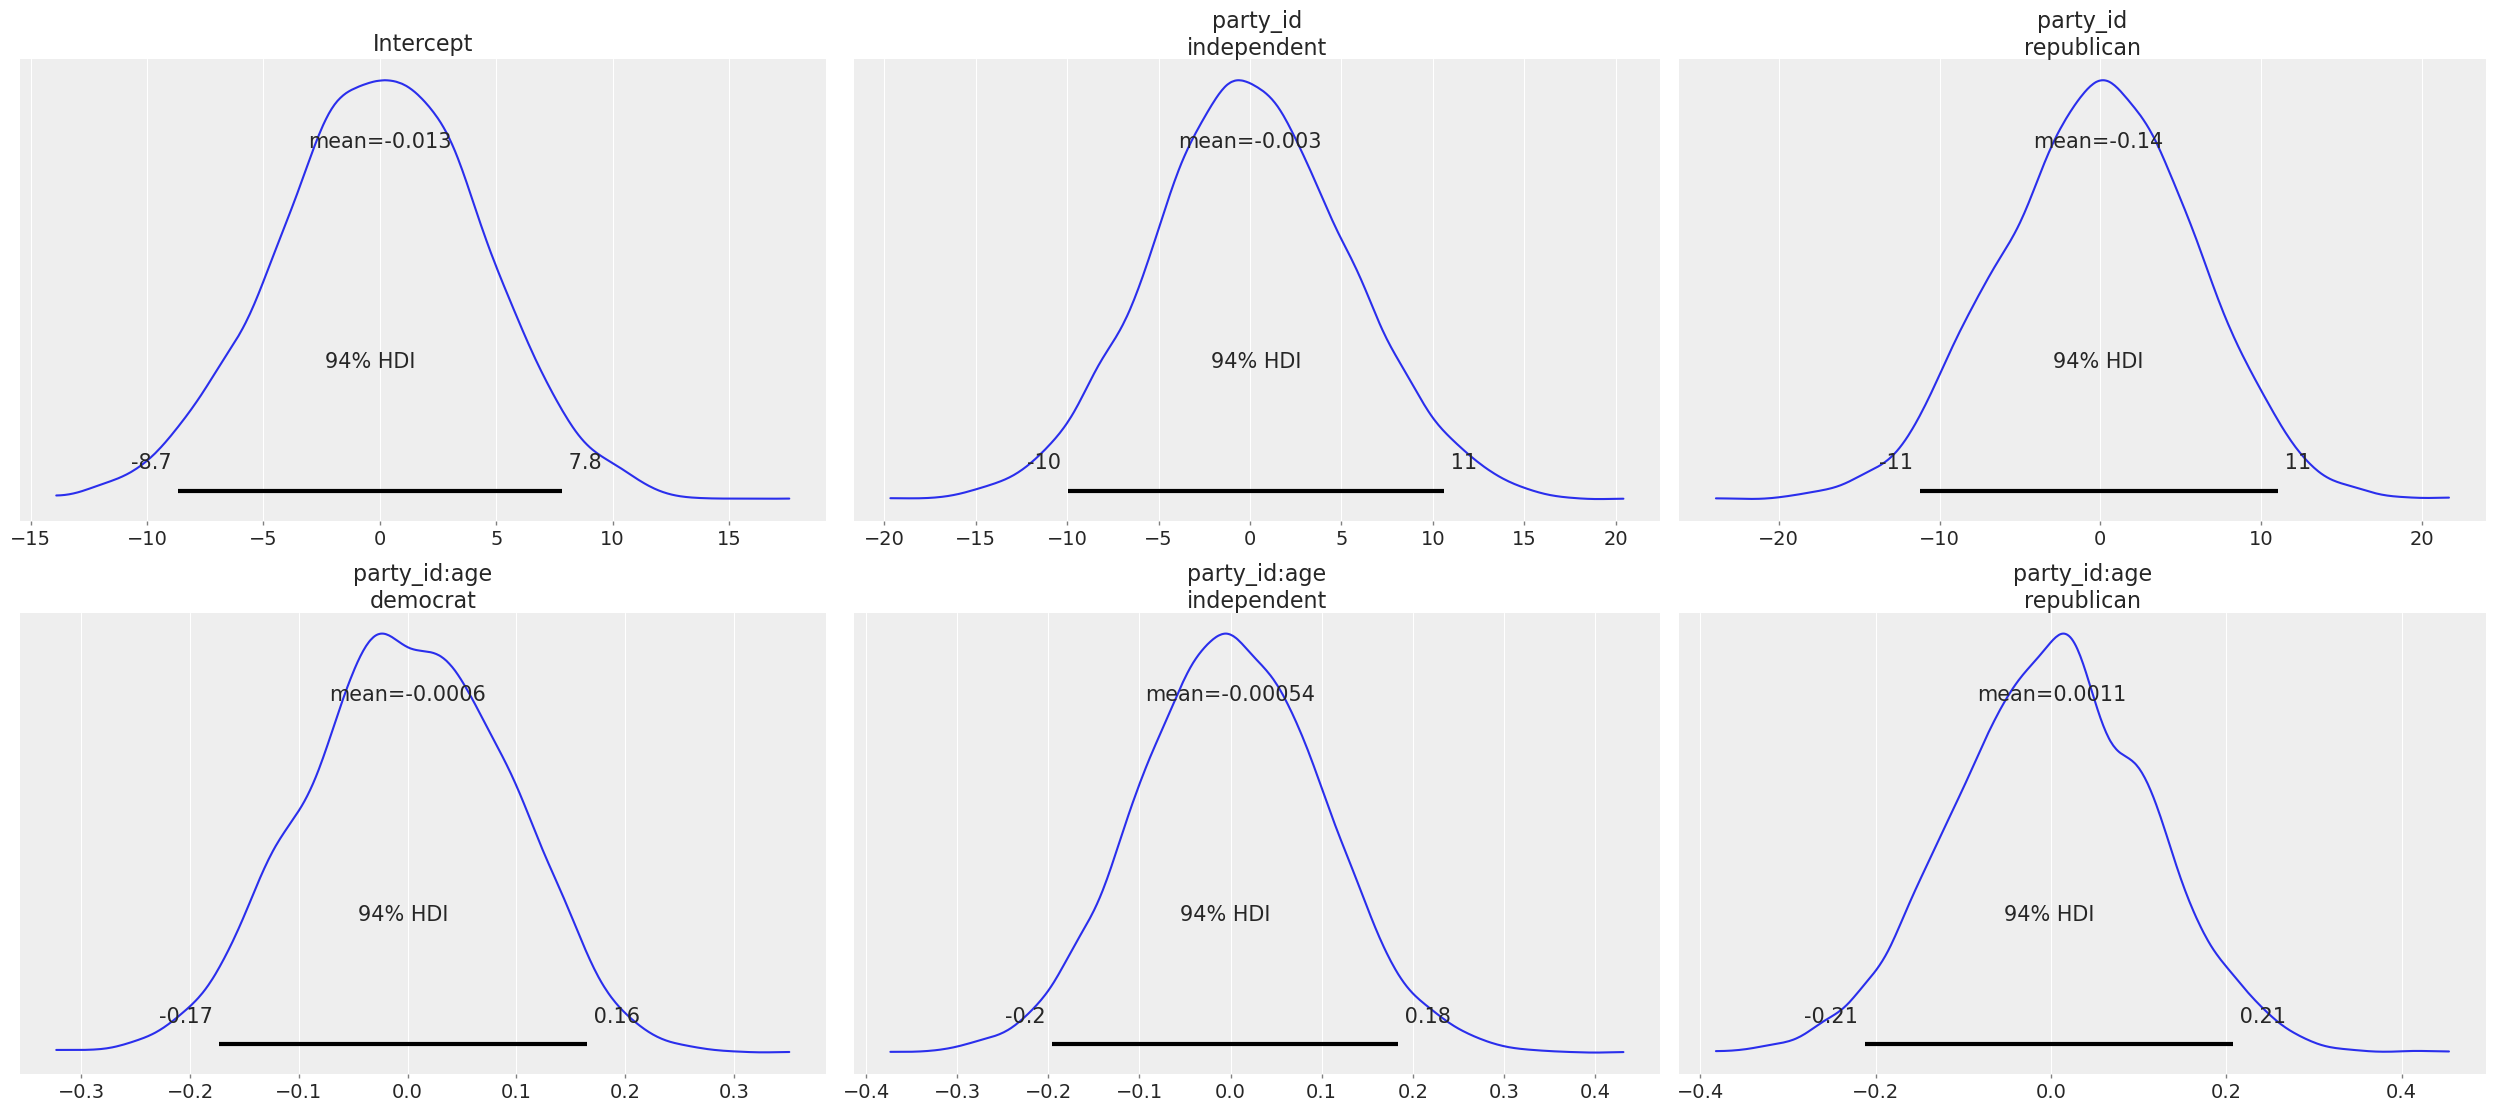 Intercept
mean=-0.013
94% HDI
-8.7
7.8
−15 −10 −5 0 5 10 15
party_id
independent
mean=-0.003
94% HDI
-10
11
−20 −15 −10 −5 0 5 10 15 20
party_id
republican
mean=-0.14
94% HDI
-11
11
−20 −10 0 10 20
party_id:age
democrat
mean=-0.0006
94% HDI
-0.17
0.16
−0.3 −0.2 −0.1 0.0 0.1 0.2 0.3
party_id:age
independent
mean=-0.00054
94% HDI
-0.2
0.18
−0.4 −0.3 −0.2 −0.1 0.0 0.1 0.2 0.3 0.4
party_id:age
republican
mean=0.0011
94% HDI
-0.21
0.21
−0.4 −0.2 0.0 0.2 0.4